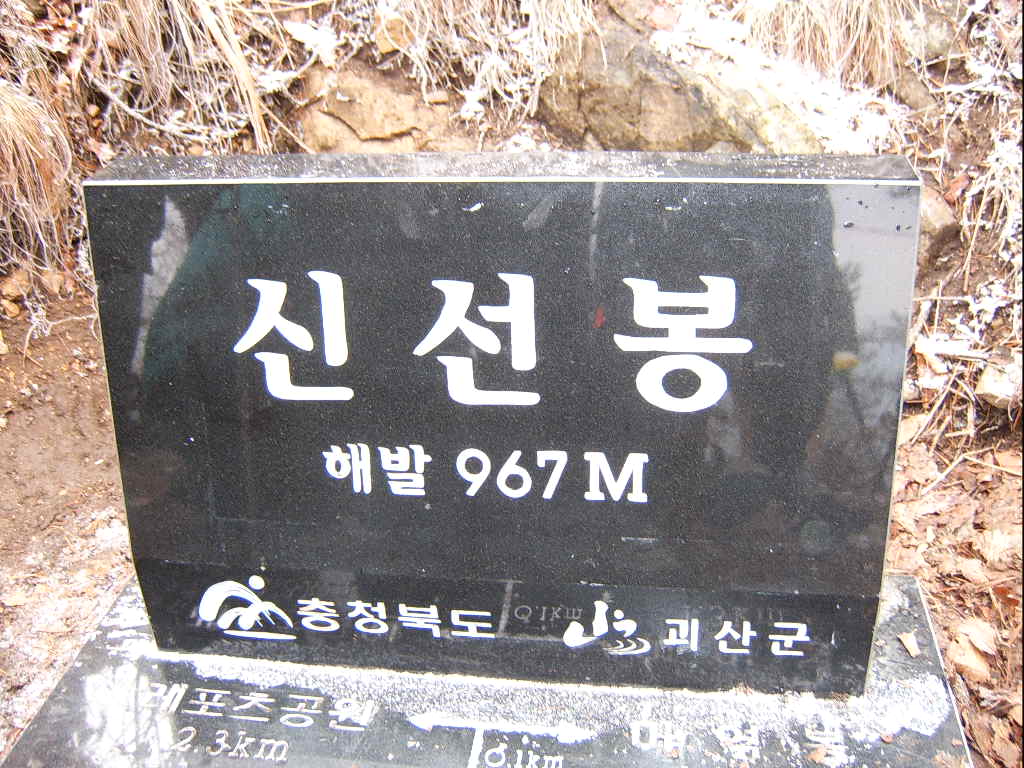 신선봉
해발 967M
충청북도 괴산군
레포츠공원
2.3km 0.1km